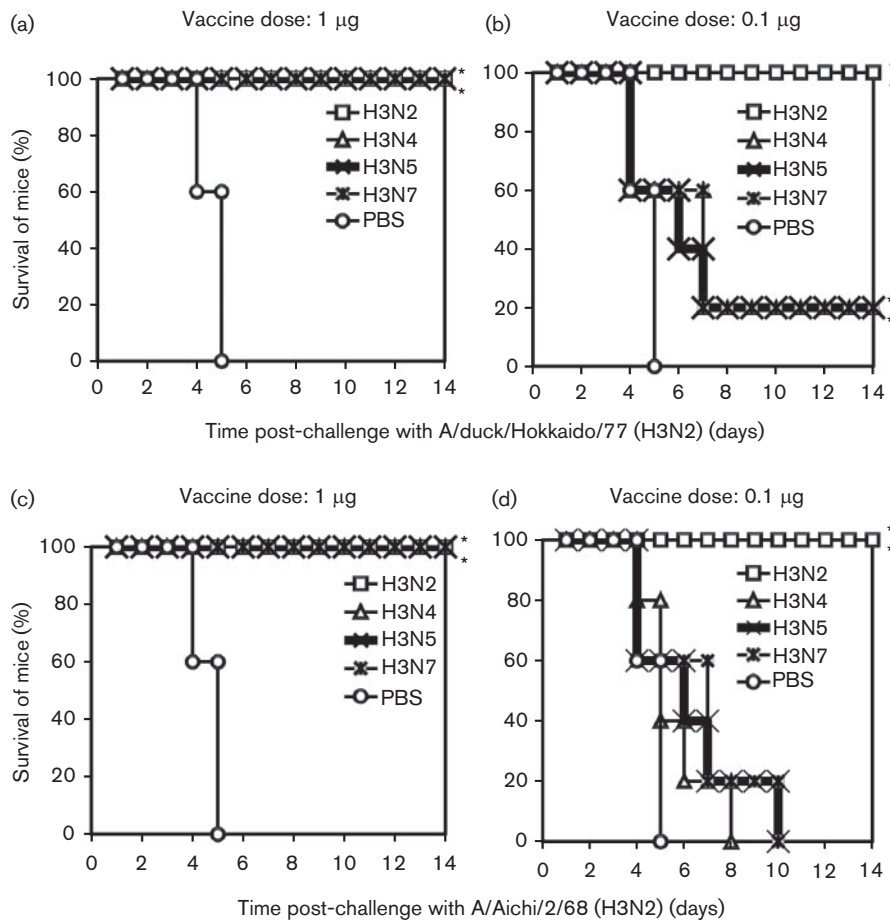 (a) Vaccine dose: 1 μg
100
80
60
40
20
0
Survival of mice (%)
H3N2
H3N4
H3N5
H3N7
PBS
*
*
0 2 4 6 8 10 12 14
(b) Vaccine dose: 0.1 μg
100
80
60
40
20
0
H3N2
H3N4
H3N5
H3N7
PBS
*
*
*
*
0 2 4 6 8 10 12 14
Time post-challenge with A/duck/Hokkaido/77 (H3N2) (days)
(c) Vaccine dose: 1 μg
100
80
60
40
20
0
Survival of mice (%)
H3N2
H3N4
H3N5
H3N7
PBS
*
*
0 2 4 6 8 10 12 14
(d) Vaccine dose: 0.1 μg
100
80
60
40
20
0
H3N2
H3N4
H3N5
H3N7
PBS
*
*
0 2 4 6 8 10 12 14
Time post-challenge with A/Aichi/2/68 (H3N2) (days)